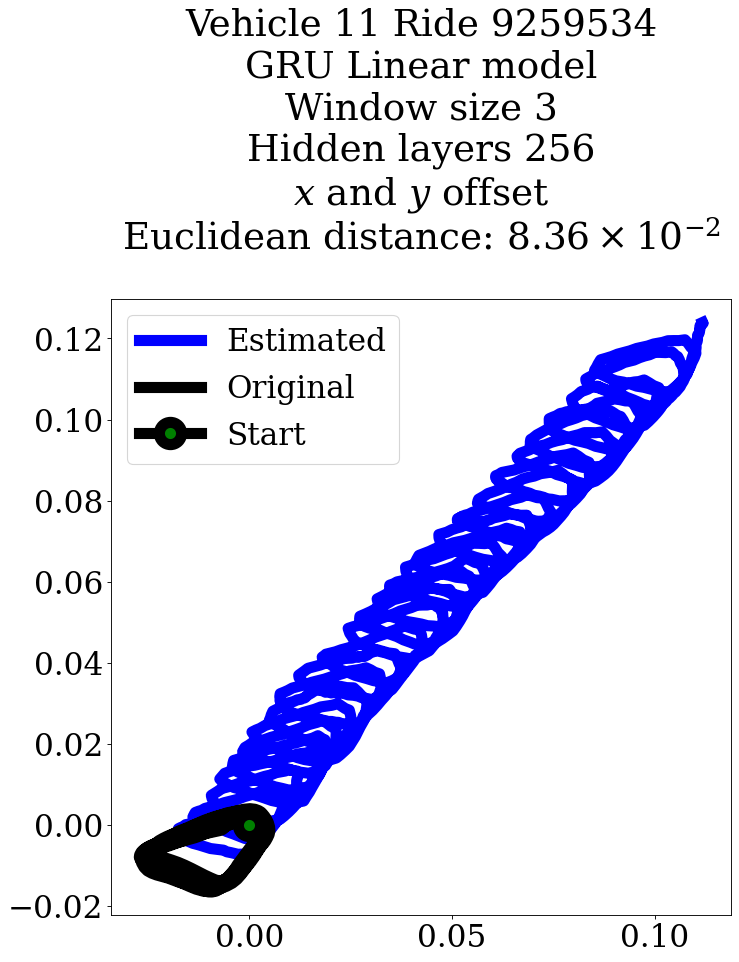 Vehicle 11 Ride 9259534
GRU Linear model
Window size 3
Hidden layers 256
x and y offset
Euclidean distance: 8.36 × 10⁻²
Estimated
Original
Start
0.12
0.10
0.08
0.06
0.04
0.02
0.00
−0.02
0.00 0.05 0.10